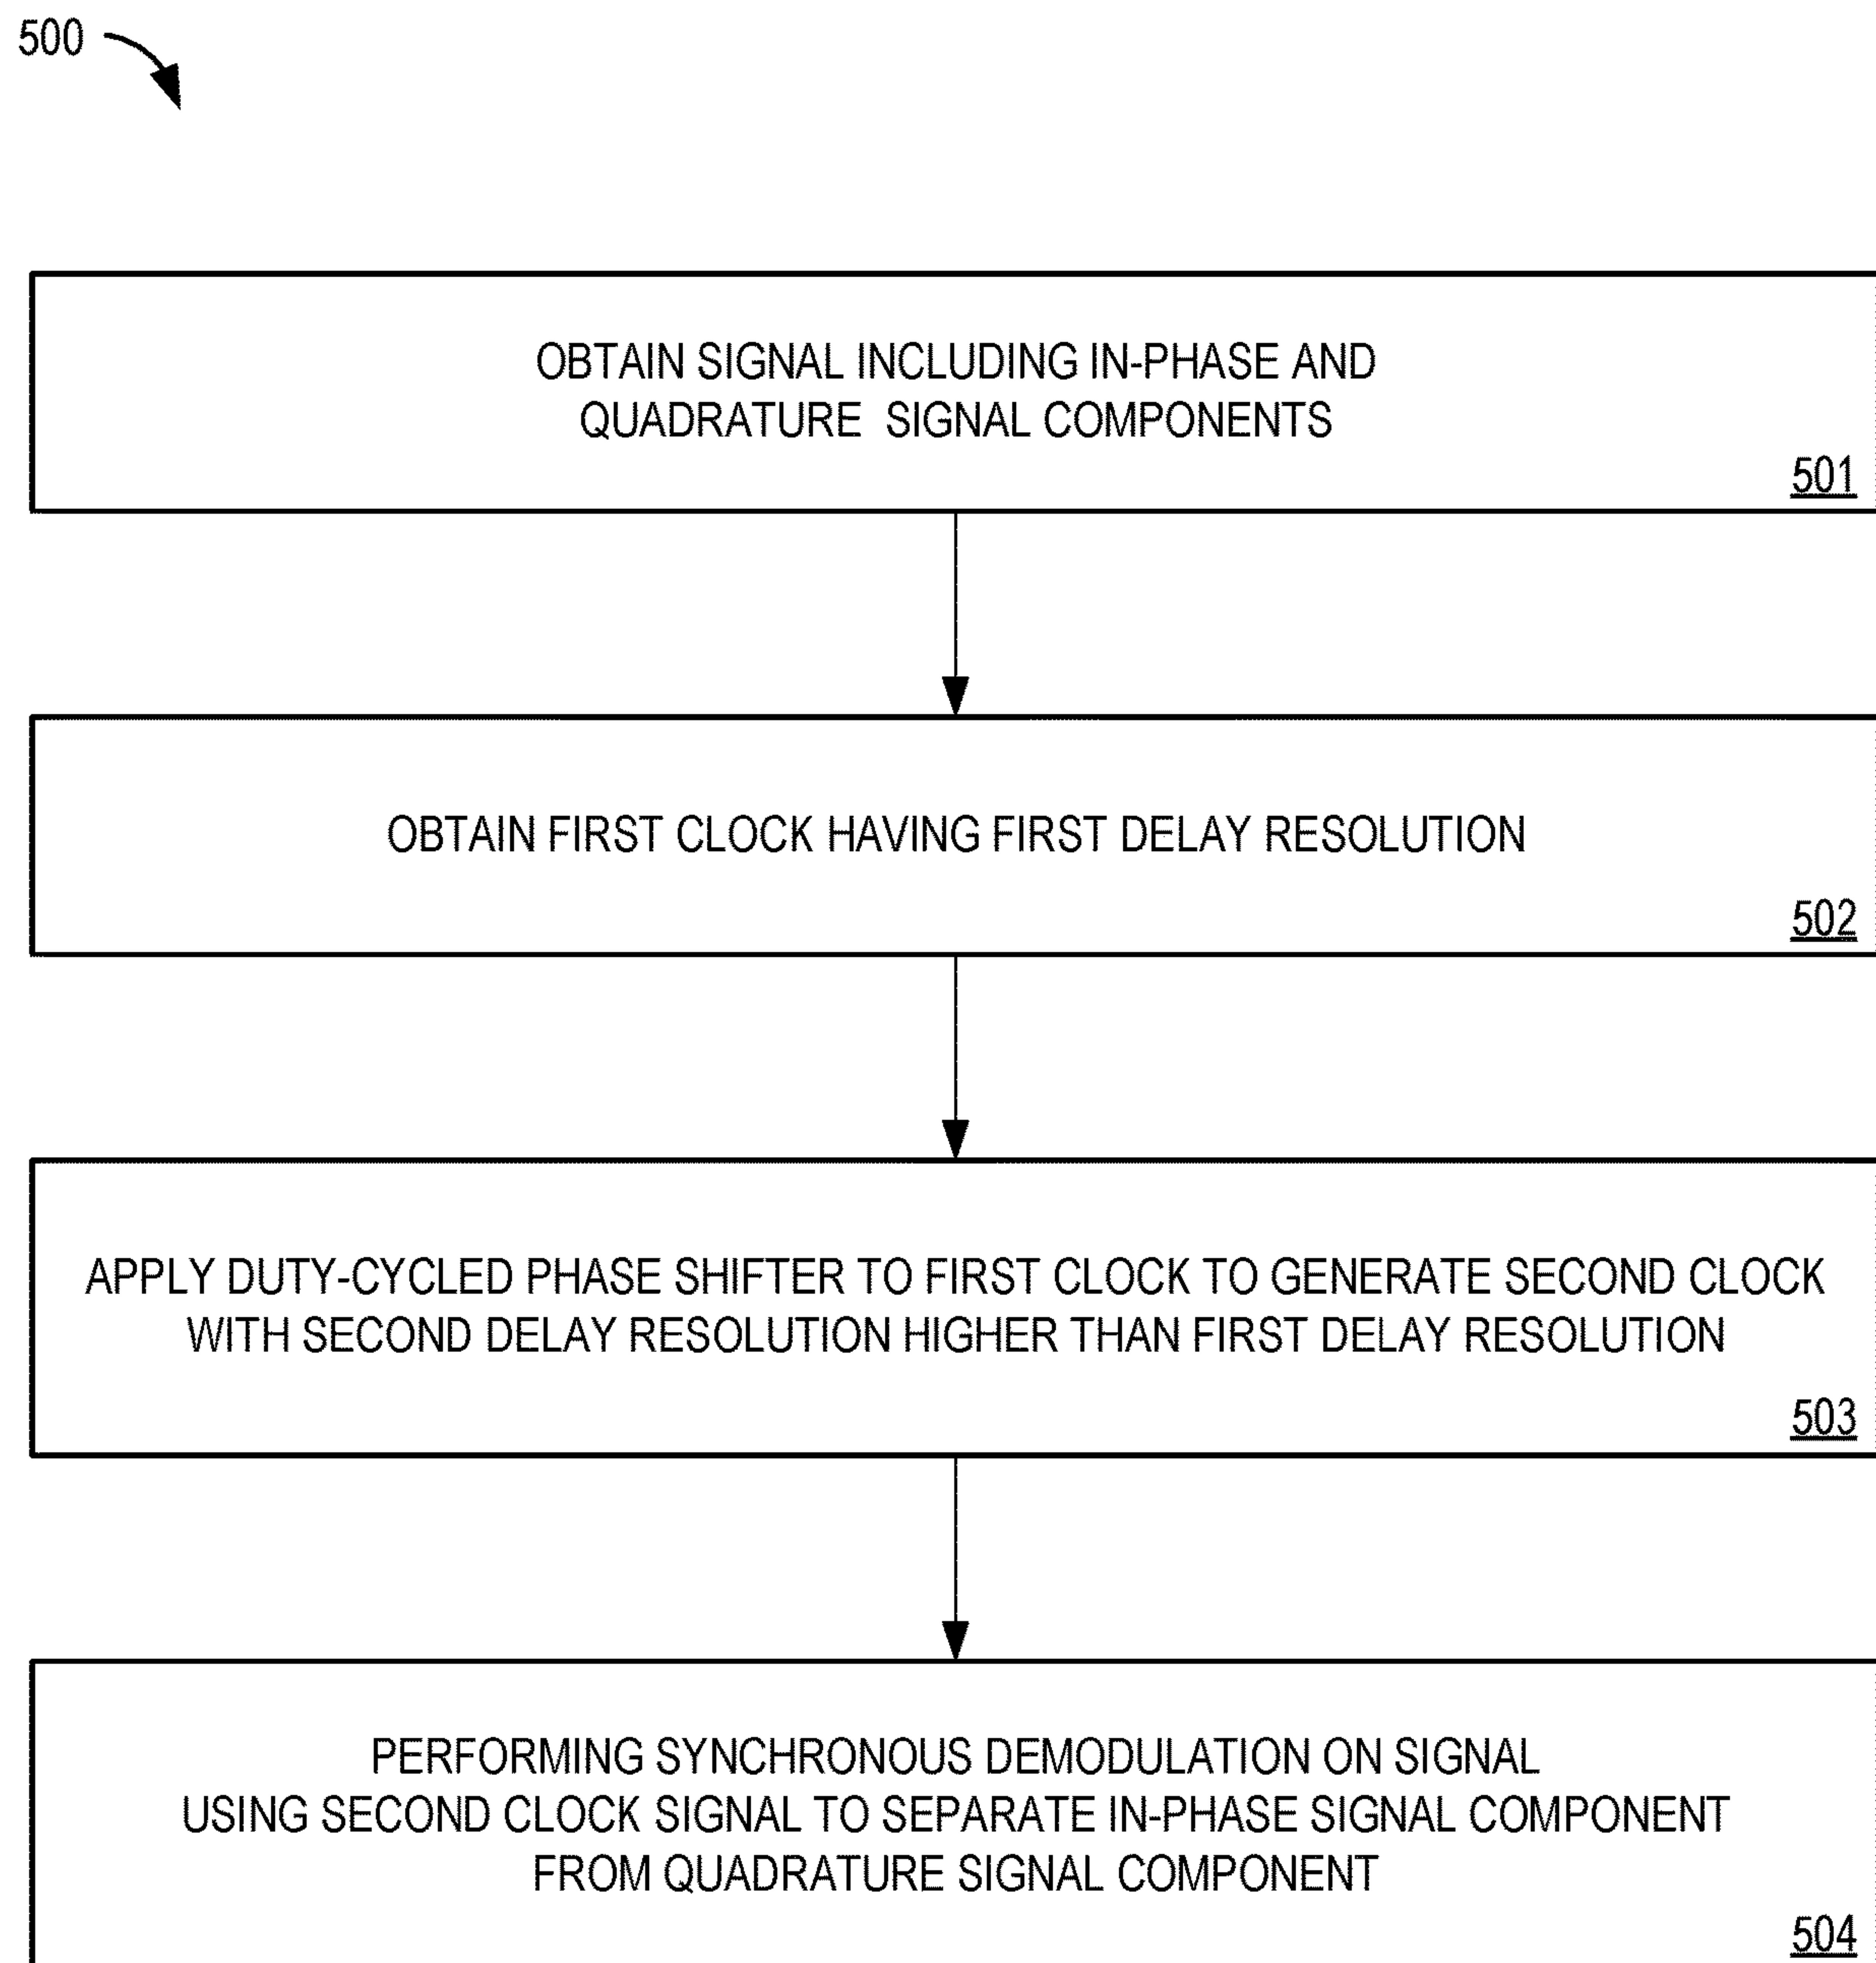 500
OBTAIN SIGNAL INCLUDING IN-PHASE AND
QUADRATURE SIGNAL COMPONENTS
501
OBTAIN FIRST CLOCK HAVING FIRST DELAY RESOLUTION
502
APPLY DUTY-CYCLED PHASE SHIFTER TO FIRST CLOCK TO GENERATE SECOND CLOCK
WITH SECOND DELAY RESOLUTION HIGHER THAN FIRST DELAY RESOLUTION
503
PERFORMING SYNCHRONOUS DEMODULATION ON SIGNAL
USING SECOND CLOCK SIGNAL TO SEPARATE IN-PHASE SIGNAL COMPONENT
FROM QUADRATURE SIGNAL COMPONENT
504